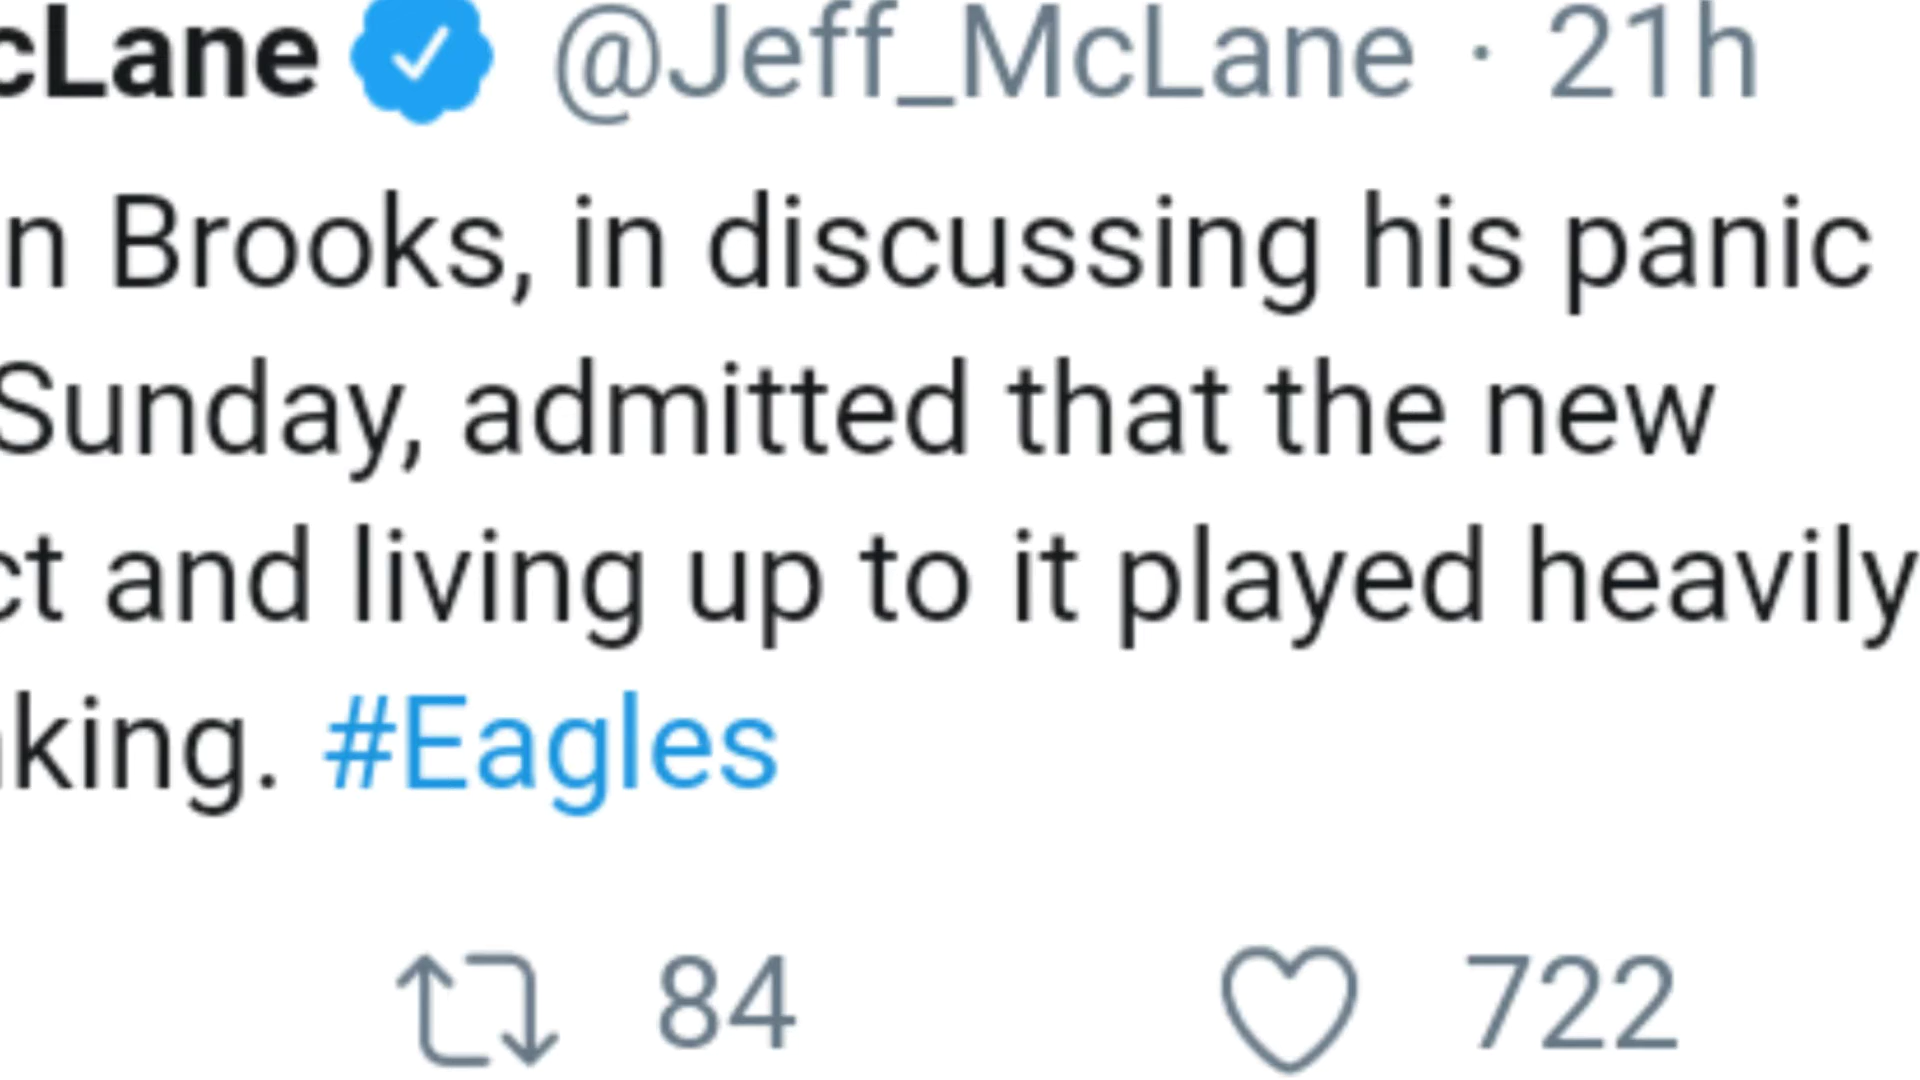 cLane @Jeff_McLane · 21h
n Brooks, in discussing his panic
Sunday, admitted that the new
ct and living up to it played heavily
king. #Eagles
84 722